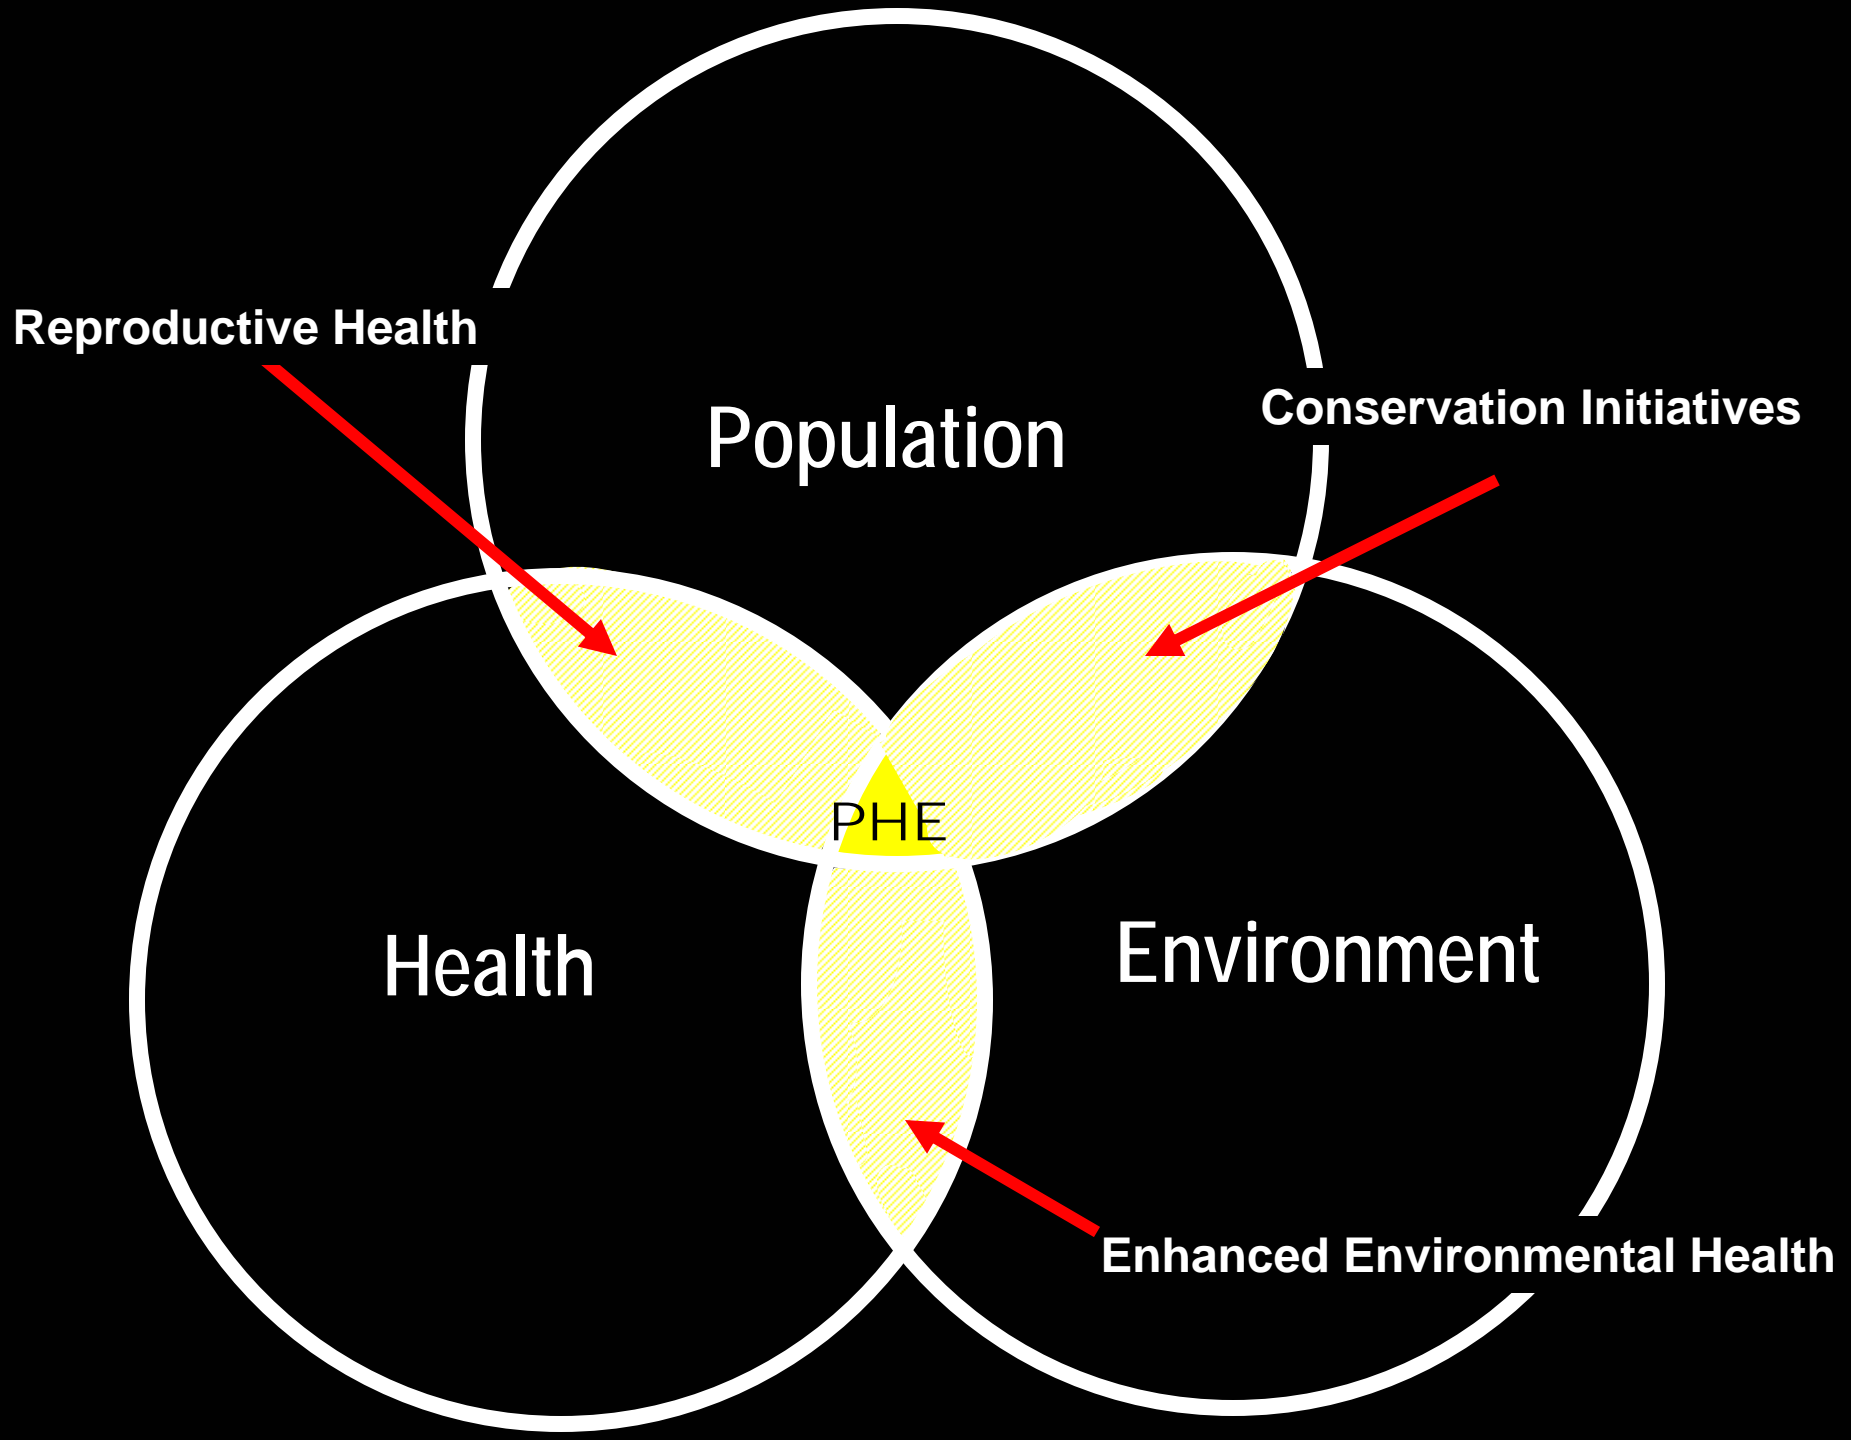 Reproductive Health
Conservation Initiatives
Population
PHE
Health
Environment
Enhanced Environmental Health